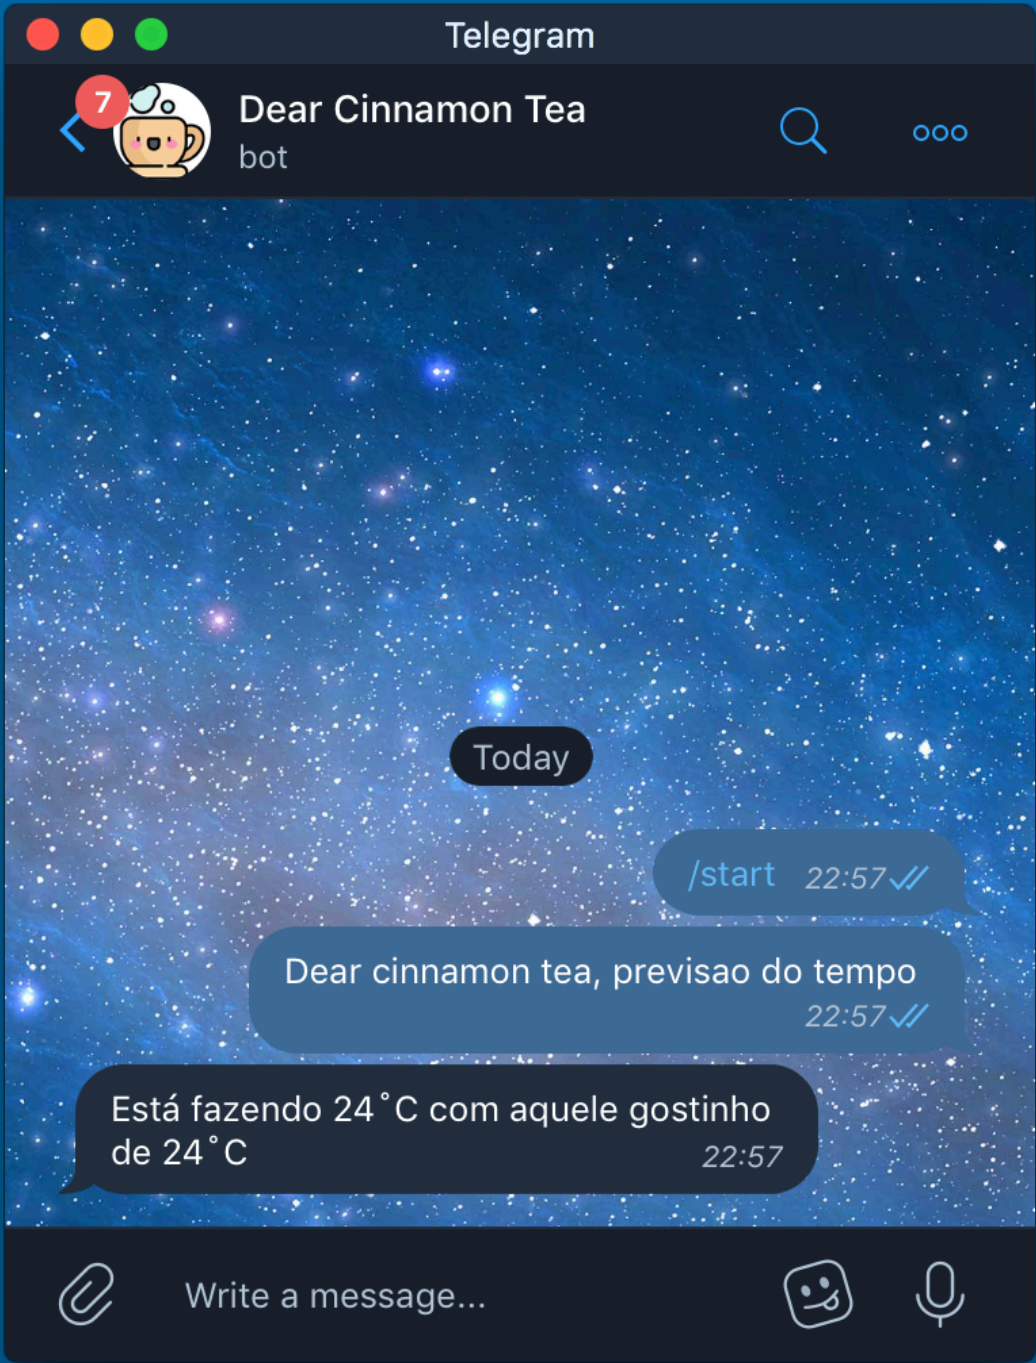 Telegram
7
Dear Cinnamon Tea
bot
Today
/start 22:57
Dear cinnamon tea, previsao do tempo
22:57
Está fazendo 24˚C com aquele gostinho
de 24˚C 22:57
Write a message...